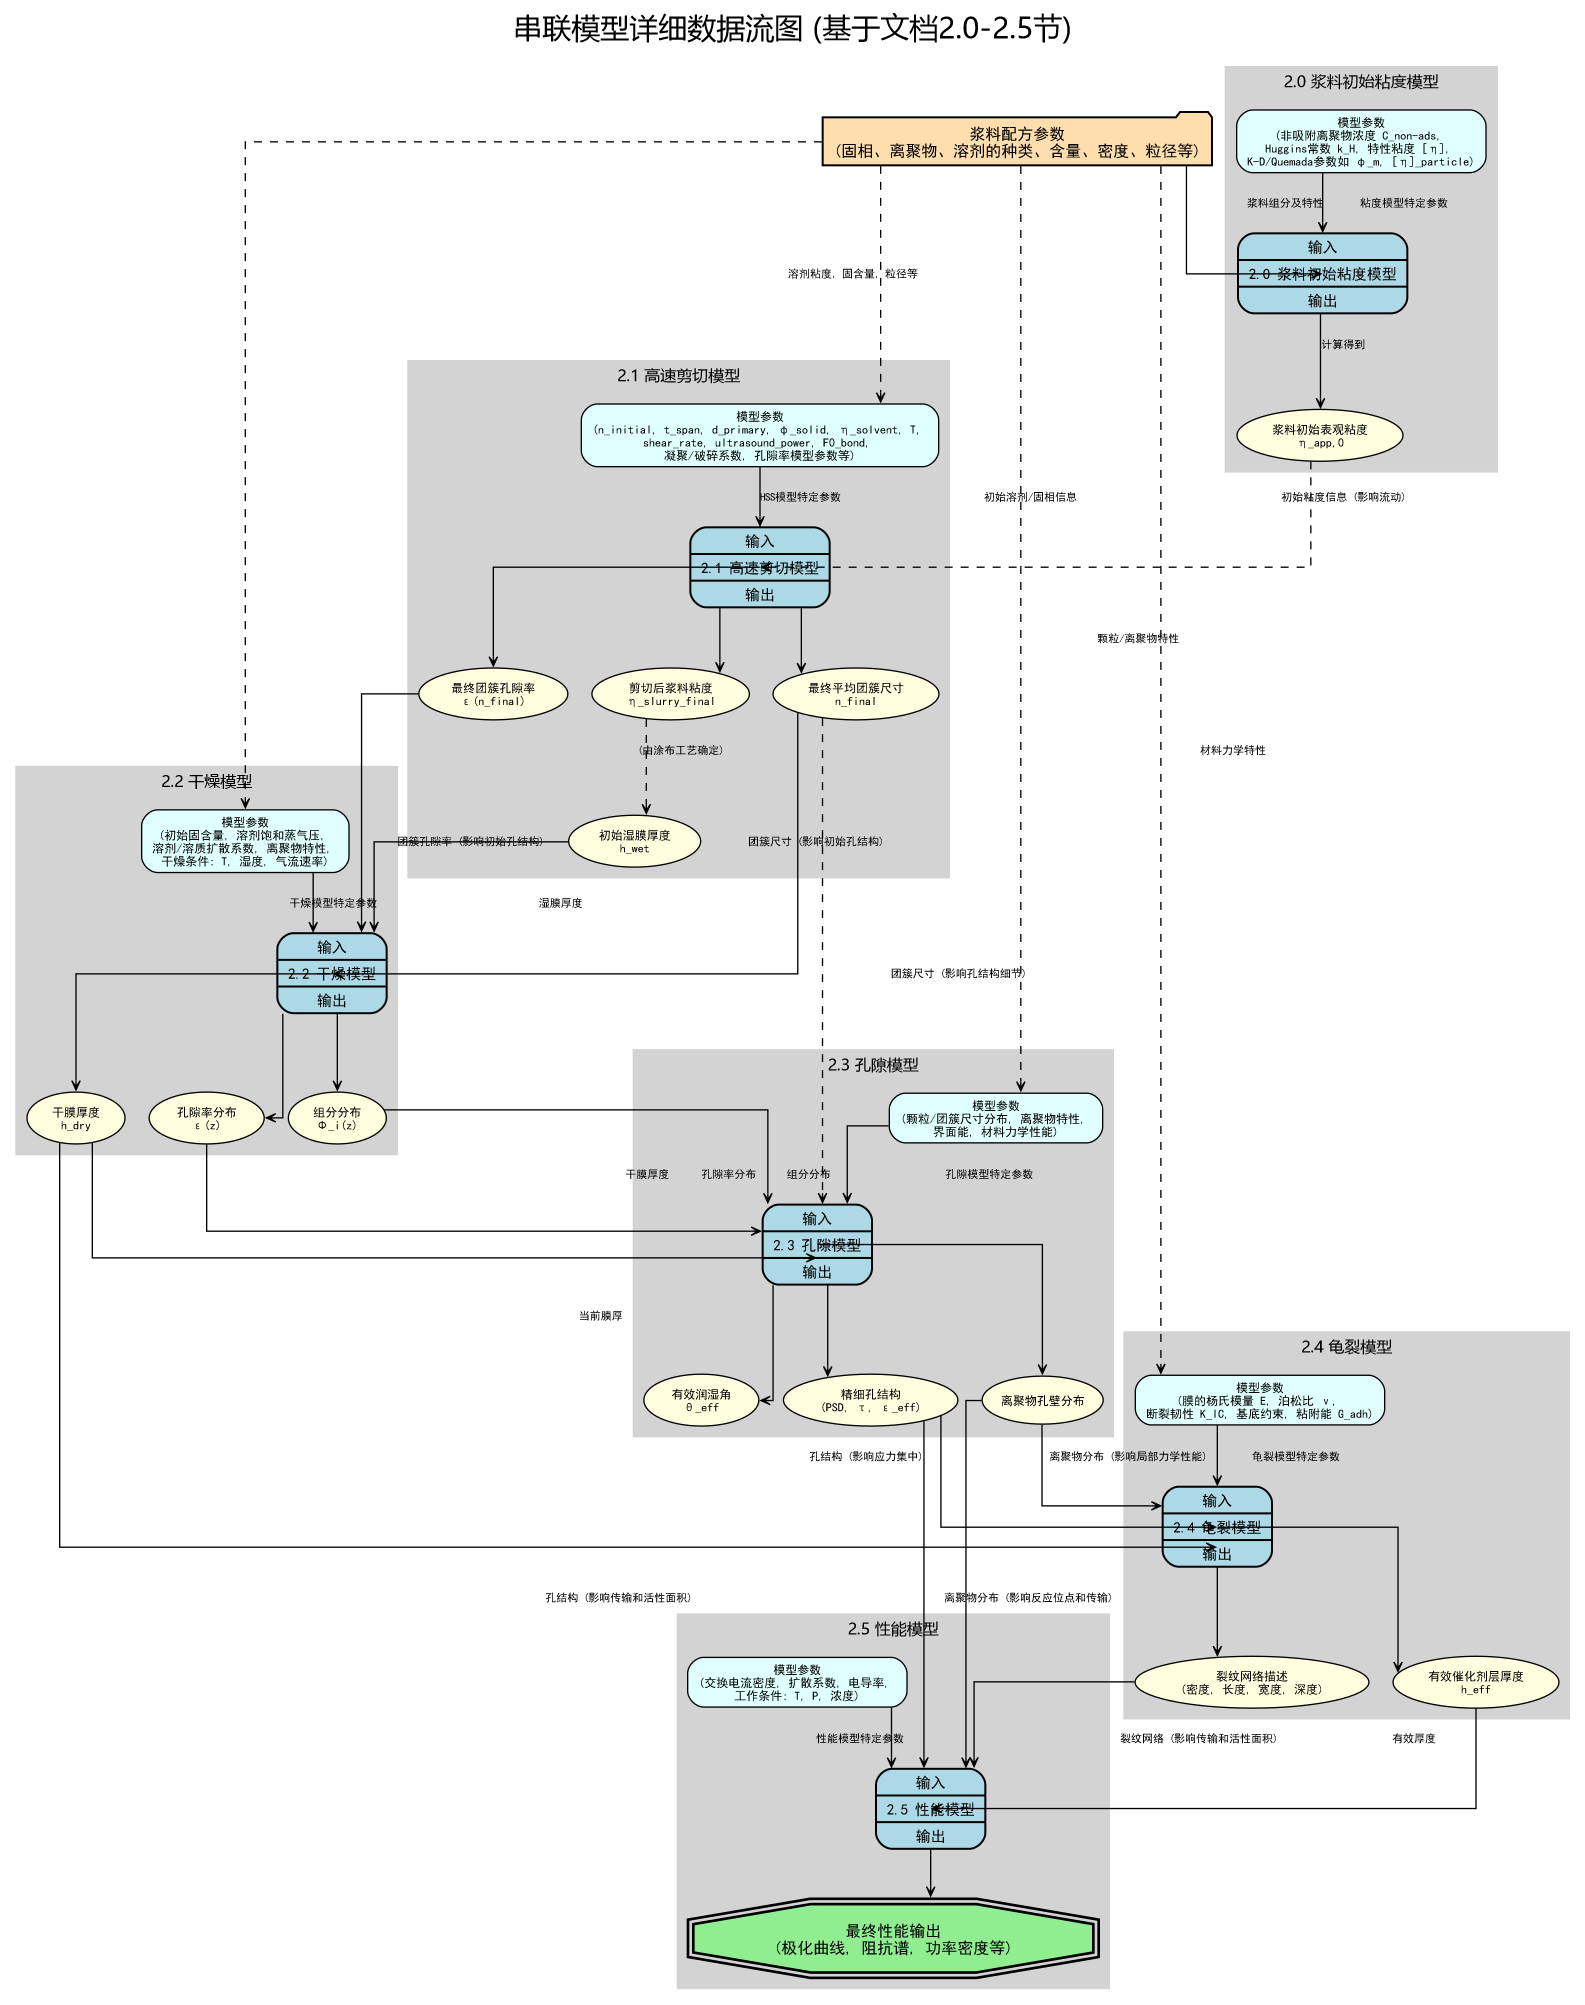 串联模型详细数据流图 (基于文档2.0-2.5节)
2.0 浆料初始粘度模型
模型参数
(非吸附离聚物浓度 C_non-ads,
Huggins常数 k_H, 特性粘度 [η],
K-D/Quemada参数如 φ_m, [η]_particle)
浆料配方参数
(固相、离聚物、溶剂的种类、含量、密度、粒径等)
浆料组分及特性
粘度模型特定参数
输入
2.0 浆料初始粘度模型
输出
溶剂粘度, 固含量, 粒径等
计算得到
浆料初始表观粘度
η_app,0
2.1 高速剪切模型
模型参数
(n_initial, t_span, d_primary, φ_solid, η_solvent, T,
shear_rate, ultrasound_power, F0_bond,
凝聚/破碎系数, 孔隙率模型参数等)
HSS模型特定参数
初始溶剂/固相信息
初始粘度信息 (影响流动)
输入
2.1 高速剪切模型
输出
颗粒/离聚物特性
最终团簇孔隙率
ε(n_final)
剪切后浆料粘度
η_slurry_final
最终平均团簇尺寸
n_final
(由涂布工艺确定)
材料力学特性
2.2 干燥模型
模型参数
(初始固含量, 溶剂饱和蒸气压,
溶剂/溶质扩散系数, 离聚物特性,
干燥条件: T, 湿度, 气流速率)
团簇孔隙率 (影响初始孔结构)
初始湿膜厚度
h_wet
团簇尺寸 (影响初始孔结构)
干燥模型特定参数
湿膜厚度
输入
2.2 干燥模型
输出
团簇尺寸 (影响孔结构细节)
干膜厚度
h_dry
孔隙率分布
ε(z)
组分分布
Φ_i(z)
2.3 孔隙模型
模型参数
(颗粒/团簇尺寸分布, 离聚物特性,
界面能, 材料力学性能)
干膜厚度
孔隙率分布
组分分布
孔隙模型特定参数
输入
2.3 孔隙模型
输出
当前膜厚
有效润湿角
θ_eff
精细孔结构
(PSD, τ, ε_eff)
离聚物孔壁分布
2.4 龟裂模型
模型参数
(膜的杨氏模量 E, 泊松比 ν,
断裂韧性 K_IC, 基底约束, 粘附能 G_adh)
孔结构 (影响应力集中)
离聚物分布 (影响局部力学性能)
龟裂模型特定参数
输入
2.4 龟裂模型
输出
孔结构 (影响传输和活性面积)
离聚物分布 (影响反应位点和传输)
2.5 性能模型
模型参数
(交换电流密度, 扩散系数, 电导率,
工作条件: T, P, 浓度)
裂纹网络描述
(密度, 长度, 宽度, 深度)
有效催化剂层厚度
h_eff
性能模型特定参数
裂纹网络 (影响传输和活性面积)
有效厚度
输入
2.5 性能模型
输出
最终性能输出
(极化曲线, 阻抗谱, 功率密度等)